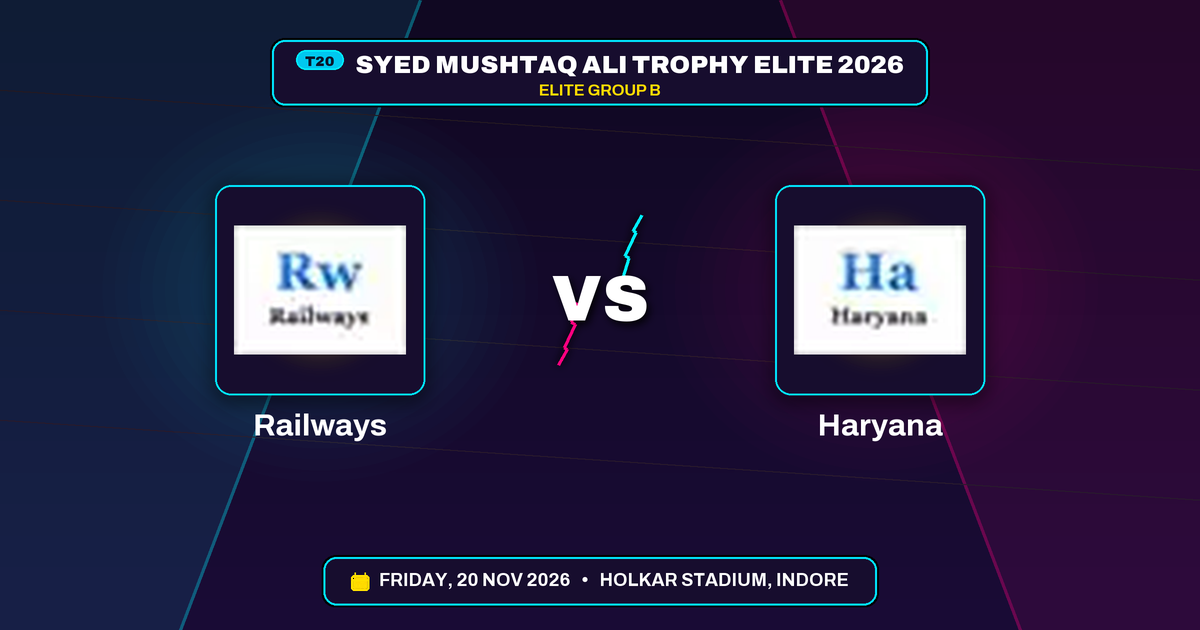 T20 SYED MUSHTAQ ALI TROPHY ELITE 2026
ELITE GROUP B
Rw
Railways
Ha
Haryana
VS
Railways
Haryana
FRIDAY, 20 NOV 2026 • HOLKAR STADIUM, INDORE